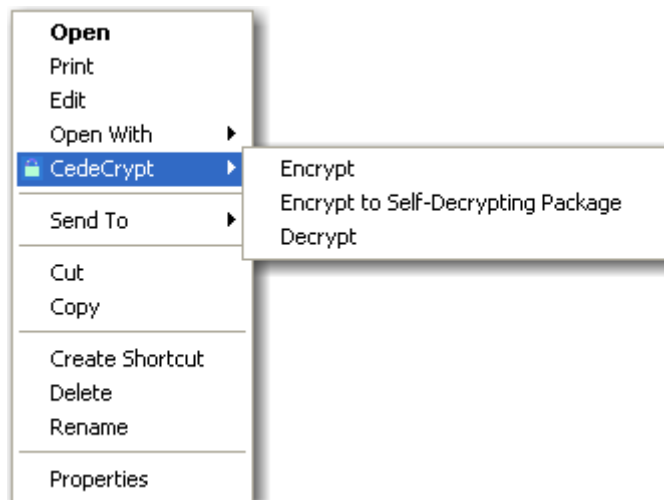 Open
Print
Edit
Open With
CedeCrypt
Encrypt
Encrypt to Self-Decrypting Package
Decrypt
Send To
Cut
Copy
Create Shortcut
Delete
Rename
Properties